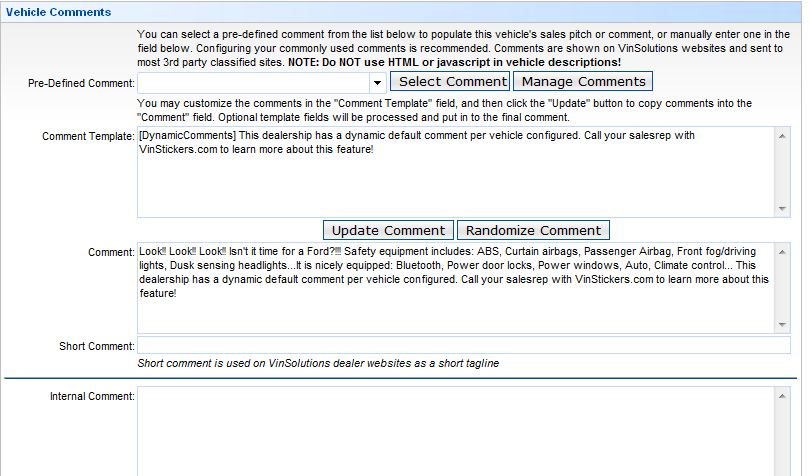 Vehicle Comments
You can select a pre-defined comment from the list below to populate this vehicle's sales pitch or comment, or manually enter one in the
field below. Configuring your commonly used comments is recommended. Comments are shown on VinSolutions websites and sent to
most 3rd party classified sites. NOTE: Do NOT use HTML or javascript in vehicle descriptions!
Pre-Defined Comment: Select Comment Manage Comments
You may customize the comments in the "Comment Template" field, and then click the "Update" button to copy comments into the
"Comment" field. Optional template fields will be processed and put in to the final comment.
Comment Template: [DynamicComments] This dealership has a dynamic default comment per vehicle configured. Call your salesrep with
VinStickers.com to learn more about this feature!
Update Comment Randomize Comment
Comment: Look!! Look!! Look!! Isn't it time for a Ford?!!! Safety equipment includes: ABS, Curtain airbags, Passenger Airbag, Front fog/driving
lights, Dusk sensing headlights...It is nicely equipped: Bluetooth, Power door locks, Power windows, Auto, Climate control... This
dealership has a dynamic default comment per vehicle configured. Call your salesrep with VinStickers.com to learn more about this
feature!
Short Comment:
Short comment is used on VinSolutions dealer websites as a short tagline
Internal Comment: